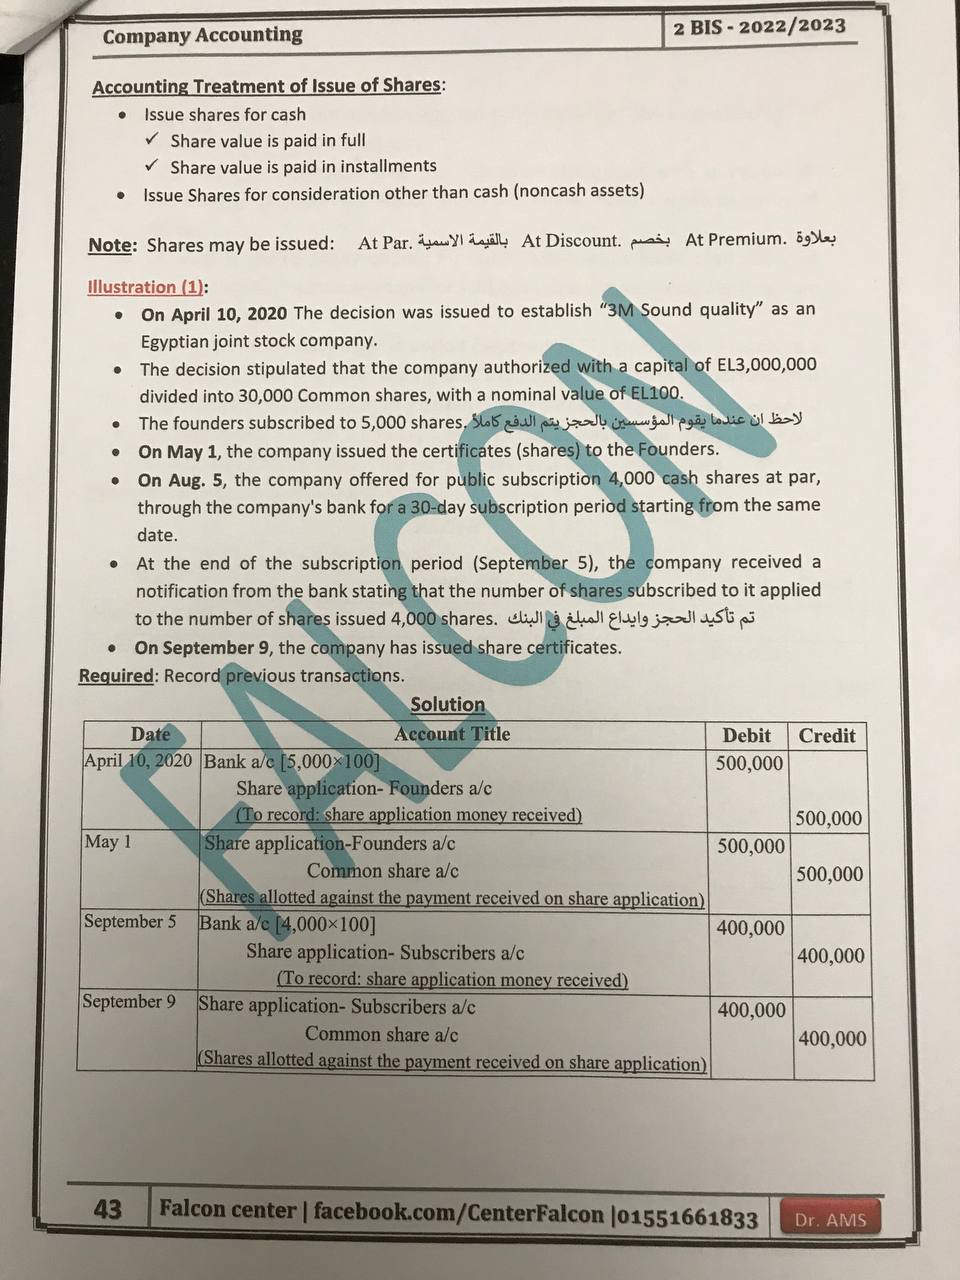 Company Accounting
2 BIS - 2022/2023
Accounting Treatment of Issue of Shares:
• Issue shares for cash
✓ Share value is paid in full
✓ Share value is paid in installments
• Issue Shares for consideration other than cash (noncash assets)
Note: Shares may be issued: At Par. بالقيمة الاسمية At Discount. بخصم At Premium. بعلاوة
Illustration (1):
• On April 10, 2020 The decision was issued to establish “3M Sound quality” as an
Egyptian joint stock company.
• The decision stipulated that the company authorized with a capital of EL3,000,000
divided into 30,000 Common shares, with a nominal value of EL100.
• The founders subscribed to 5,000 shares. لاحظ ان عندما يقوم المؤسسين بالحجز يتم الدفع كاملاً
• On May 1, the company issued the certificates (shares) to the Founders.
• On Aug. 5, the company offered for public subscription 4,000 cash shares at par,
through the company's bank for a 30-day subscription period starting from the same
date.
• At the end of the subscription period (September 5), the company received a
notification from the bank stating that the number of shares subscribed to it applied
to the number of shares issued 4,000 shares. تم تأكيد الحجز وايداع المبلغ في البنك
• On September 9, the company has issued share certificates.
Required: Record previous transactions.
Solution
Date Account Title Debit Credit
April 10, 2020 Bank a/c [5,000×100] 500,000
Share application- Founders a/c
(To record: share application money received) 500,000
May 1 Share application-Founders a/c 500,000
Common share a/c 500,000
(Shares allotted against the payment received on share application)
September 5 Bank a/c [4,000×100] 400,000
Share application- Subscribers a/c 400,000
(To record: share application money received)
September 9 Share application- Subscribers a/c 400,000
Common share a/c 400,000
(Shares allotted against the payment received on share application)
FALCON
43 Falcon center | facebook.com/CenterFalcon |01551661833 Dr. AMS